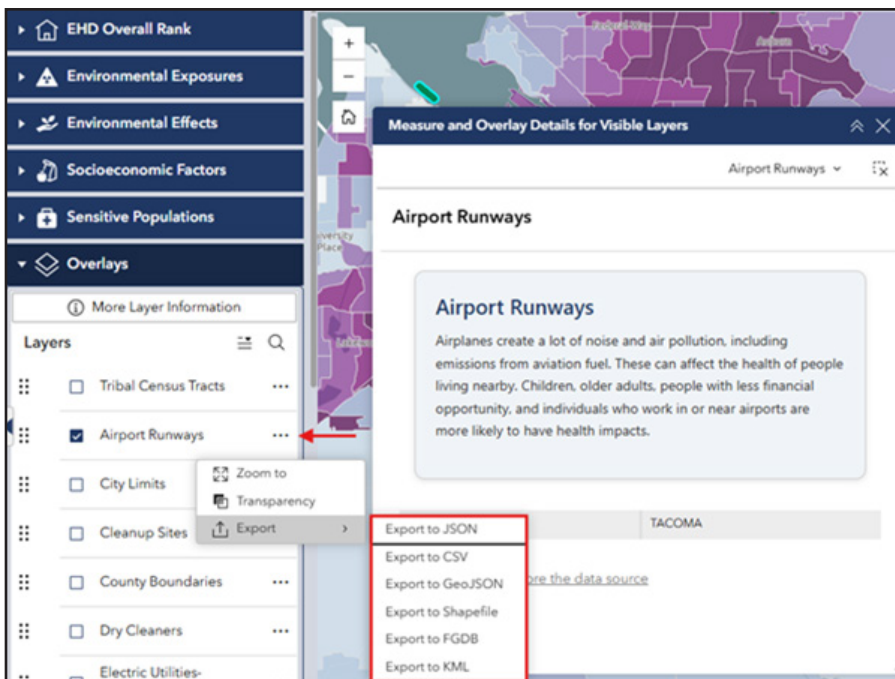 EHD Overall Rank
Environmental Exposures
Environmental Effects
Socioeconomic Factors
Sensitive Populations
Overlays
More Layer Information
Layers
Tribal Census Tracts
Airport Runways
City Limits
Cleanup Sites
County Boundaries
Dry Cleaners
Electric Utilities-
Zoom to
Transparency
Export
Export to JSON
Export to CSV
Export to GeoJSON
Export to Shapefile
Export to FGDB
Export to KML
Federal Way
Auburn
Place
Measure and Overlay Details for Visible Layers
Airport Runways
Airport Runways
Airport Runways
Airplanes create a lot of noise and air pollution, including
emissions from aviation fuel. These can affect the health of people
living nearby. Children, older adults, people with less financial
opportunity, and individuals who work in or near airports are
more likely to have health impacts.
TACOMA
the data source